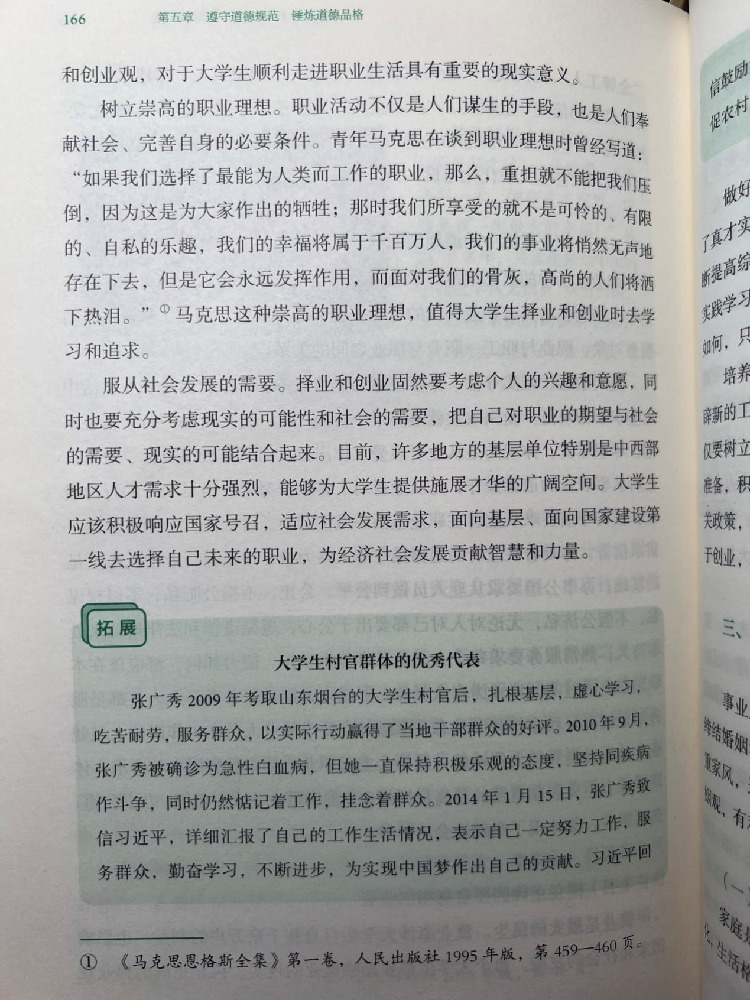 166 第五章 遵守道德规范 锤炼道德品格
和创业观，对于大学生顺利走进职业生活具有重要的现实意义。
树立崇高的职业理想。职业活动不仅是人们谋生的手段，也是人们奉
献社会、完善自身的必要条件。青年马克思在谈到职业理想时曾经写道：
“如果我们选择了最能为人类而工作的职业，那么，重担就不能把我们压
倒，因为这是为大家作出的牺牲；那时我们所享受的就不是可怜的、有限
的、自私的乐趣，我们的幸福将属于千百万人，我们的事业将悄然无声地
存在下去，但是它会永远发挥作用，而面对我们的骨灰，高尚的人们将洒
下热泪。”①马克思这种崇高的职业理想，值得大学生择业和创业时去学
习和追求。
服从社会发展的需要。择业和创业固然要考虑个人的兴趣和意愿，同
时也要充分考虑现实的可能性和社会的需要，把自己对职业的期望与社会
的需要、现实的可能结合起来。目前，许多地方的基层单位特别是中西部
地区人才需求十分强烈，能够为大学生提供施展才华的广阔空间。大学生
应该积极响应国家号召，适应社会发展需求，面向基层、面向国家建设第
一线去选择自己未来的职业，为经济社会发展贡献智慧和力量。
拓展
大学生村官群体的优秀代表
张广秀 2009 年考取山东烟台的大学生村官后，扎根基层，虚心学习，
吃苦耐劳，服务群众，以实际行动赢得了当地干部群众的好评。2010 年 9 月，
张广秀被确诊为急性白血病，但她一直保持积极乐观的态度，坚持同疾病
作斗争，同时仍然惦记着工作，挂念着群众。2014 年 1 月 15 日，张广秀致
信习近平，详细汇报了自己的工作生活情况，表示自己一定努力工作，服
务群众，勤奋学习，不断进步，为实现中国梦作出自己的贡献。习近平回
① 《马克思恩格斯全集》第一卷，人民出版社 1995 年版，第 459—460 页。
信鼓励
促农村
做好
了真才实
断提高综
实践学习
如何，只
培养
辟新的工
仅要树立
准备，积
关政策，
于创业，
三、
事业
缔结婚姻
重家风，
姻观，有
（一
家庭是
化，生活格